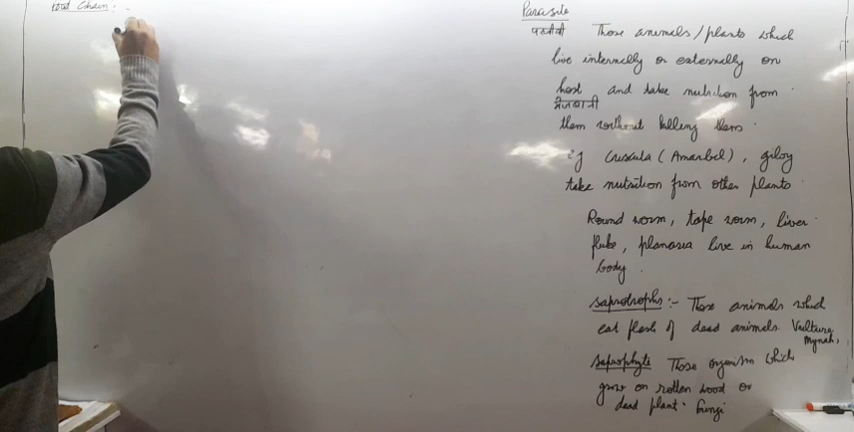 Food Chain :-
Parasite
परजीवी Those animals/plants which
live internally or externally on
host and take nutrition from
मेजबानी
them without killing them.
eg Cuscuta (Amarbel), giloy
take nutrition from other plants.
Round worm, tape worm, liver
fluke, planaria live in human
body.
Saprotrophs :- Those animals which
eat flesh of dead animals. Vulture,
Mynah,
Saprophyte Those organism which
grow on rotten wood or
dead plant. fungi